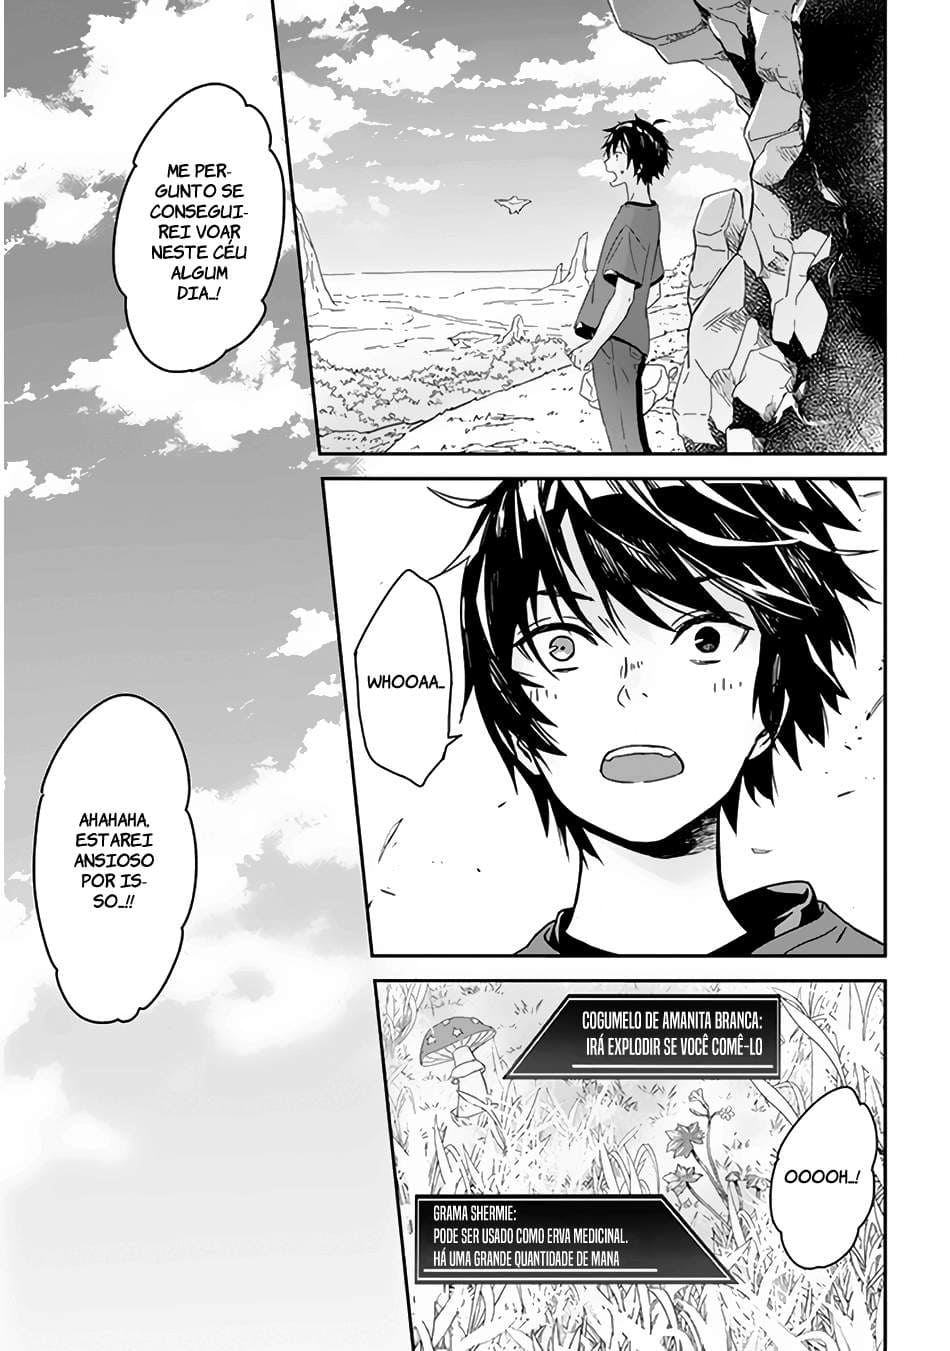 ME PER-
GUNTO SE
CONSEGUI-
REI VOAR
NESTE CÉU
ALGUM
DIA...!
WHOOAA...
AHAHAHA,
ESTAREI
ANSIOSO
POR IS-
SO...!!
COGUMELO DE AMANITA BRANCA:
IRÁ EXPLODIR SE VOCÊ COMÊ-LO
OOOOH...!
GRAMA SHERMIE:
PODE SER USADO COMO ERVA MEDICINAL.
HÁ UMA GRANDE QUANTIDADE DE MANA